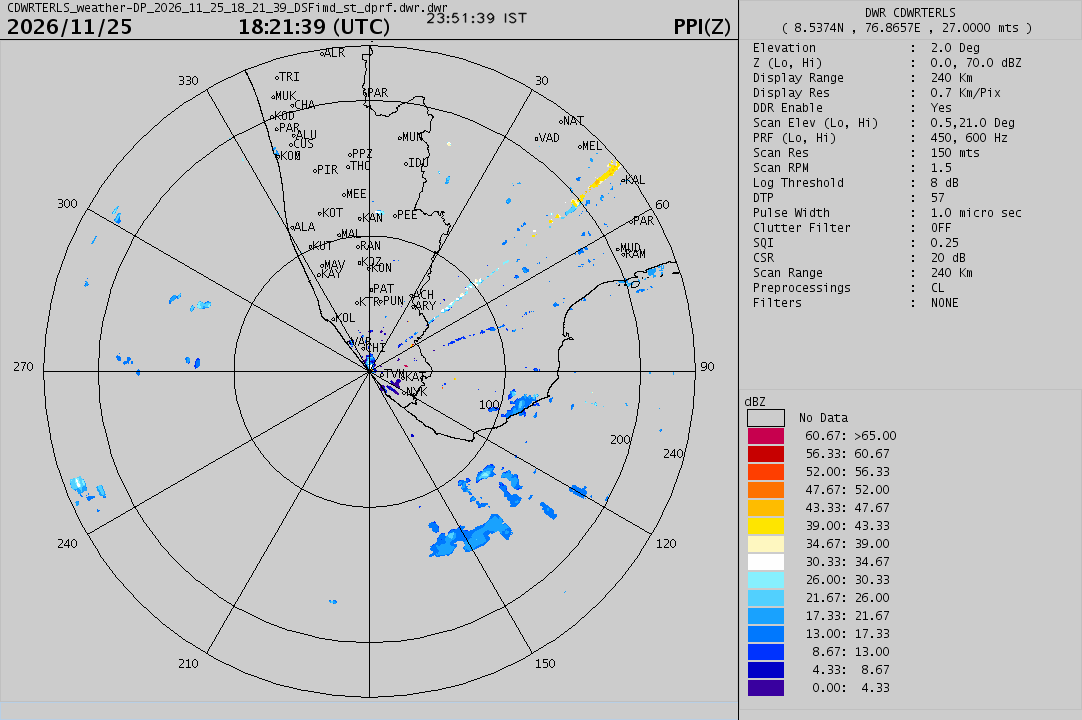 CDWRTERLS_weather-DP_2026_11_25_18_21_39_DSFimd_st_dprf.dwr.dwr
2026/11/25 18:21:39 (UTC) 23:51:39 IST PPI(Z)
DWR CDWRTERLS
( 8.5374N , 76.8657E , 27.0000 mts )
Elevation : 2.0 Deg
Z (Lo, Hi) : 0.0, 70.0 dBZ
Display Range : 240 Km
Display Res : 0.7 Km/Pix
DDR Enable : Yes
Scan Elev (Lo, Hi) : 0.5,21.0 Deg
PRF (Lo, Hi) : 450, 600 Hz
Scan Res : 150 mts
Scan RPM : 1.5
Log Threshold : 8 dB
DTP : 57
Pulse Width : 1.0 micro sec
Clutter Filter : OFF
SQI : 0.25
CSR : 20 dB
Scan Range : 240 Km
Preprocessings : CL
Filters : NONE
dBZ
No Data
60.67: >65.00
56.33: 60.67
52.00: 56.33
47.67: 52.00
43.33: 47.67
39.00: 43.33
34.67: 39.00
30.33: 34.67
26.00: 30.33
21.67: 26.00
17.33: 21.67
13.00: 17.33
8.67: 13.00
4.33: 8.67
0.00: 4.33
ALR
TRI
330
30
MUK
PAR
CHA
KOD
NAT
PAR
ALU
MUN
VAD
CUS
MEL
PPZ
IDU
PIR
THO
KAL
MEE
300
60
KOT
KAN
PEE
PAR
ALA
MAL
KUT
RAN
MUD
RAM
MAV
KOZ
KON
KAY
PAT
ACH
KTR
PUN
ARY
KOL
VAR
CHI
270
90
TVN
KAT
NYK
100
200
240
240
120
210
150